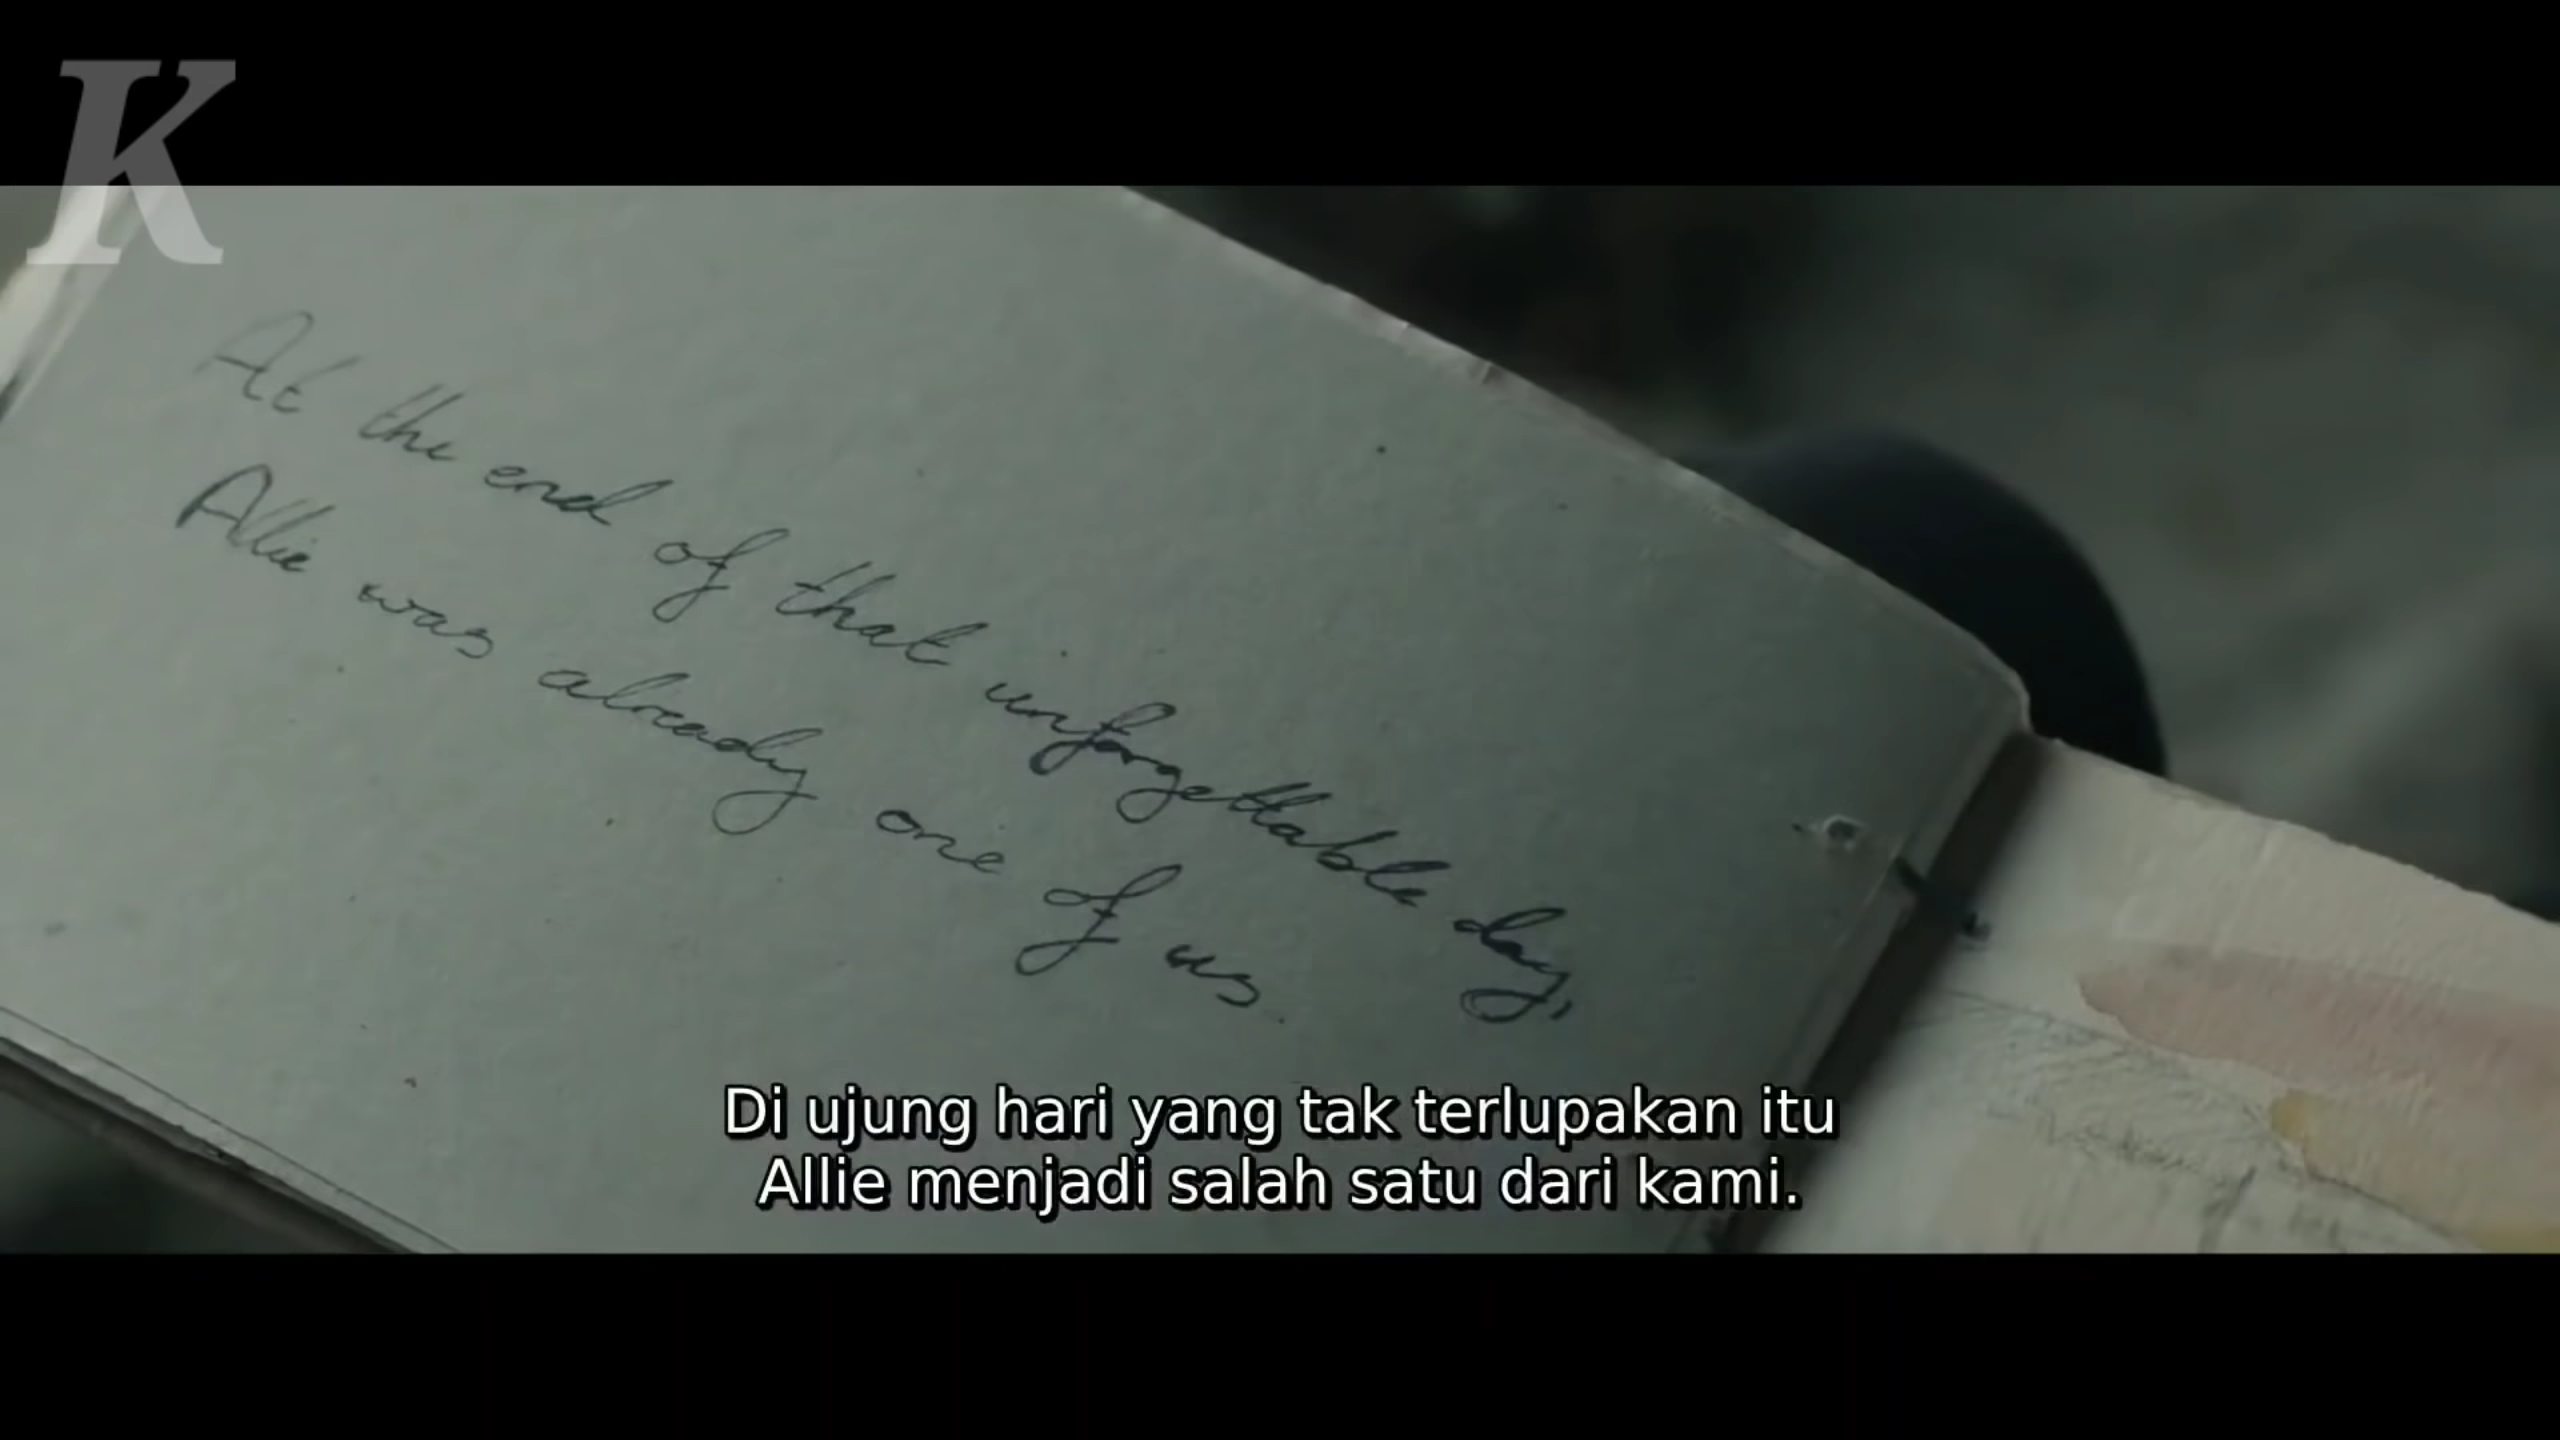 K
At the end of that unforgettable day,
Allie was already one of us.
Di ujung hari yang tak terlupakan itu
Allie menjadi salah satu dari kami.